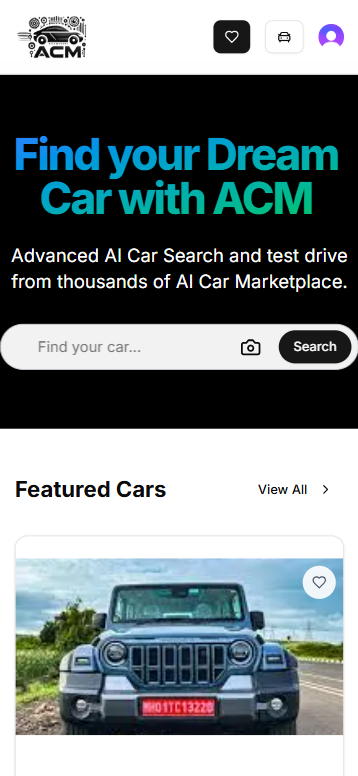 ACM
Find your Dream
Car with ACM
Advanced AI Car Search and test drive
from thousands of AI Car Marketplace.
Find your car...
Search
Featured Cars
View All
MH01TC1322C